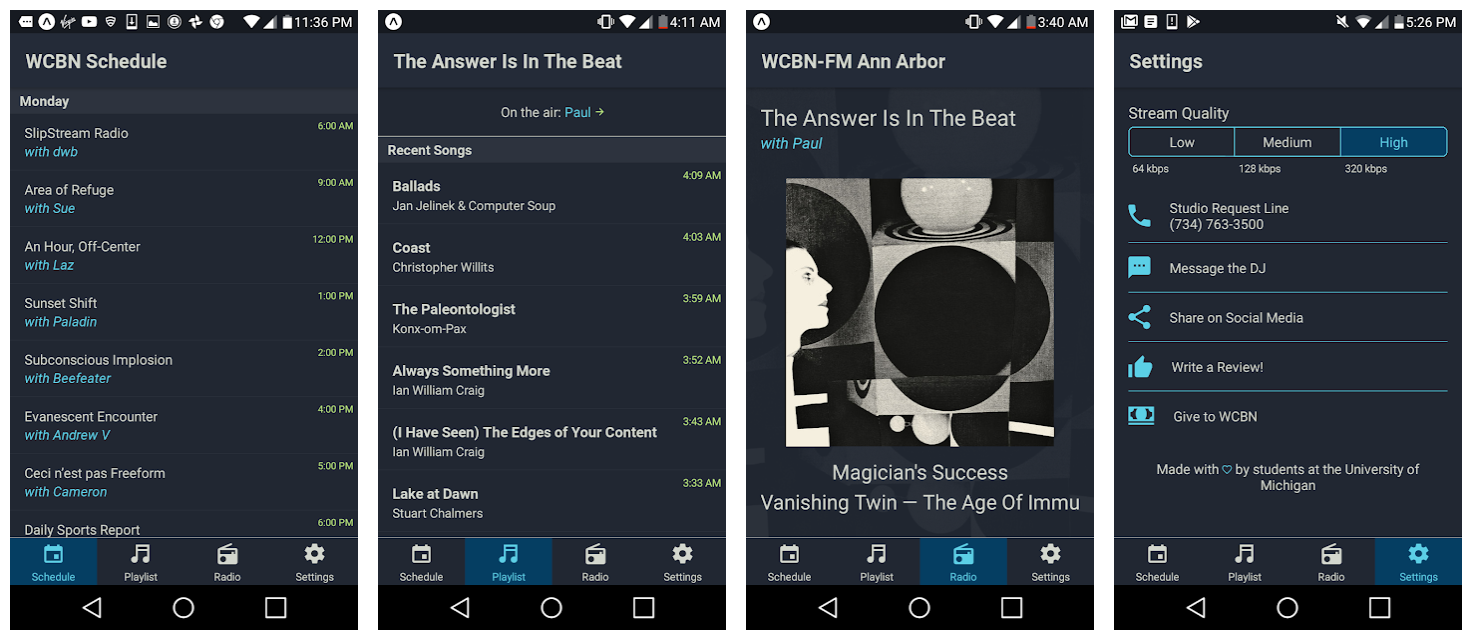 11:36 PM
WCBN Schedule
Monday
SlipStream Radio
6:00 AM
with dwb
Area of Refuge
9:00 AM
with Sue
An Hour, Off-Center
12:00 PM
with Laz
Sunset Shift
1:00 PM
with Paladin
Subconscious Implosion
2:00 PM
with Beefeater
Evanescent Encounter
4:00 PM
with Andrew V
Ceci n'est pas Freeform
5:00 PM
with Cameron
Daily Sports Report
6:00 PM
Schedule
Playlist
Radio
Settings
4:11 AM
The Answer Is In The Beat
On the air: Paul →
Recent Songs
Ballads
4:09 AM
Jan Jelinek & Computer Soup
Coast
4:03 AM
Christopher Willits
The Paleontologist
3:59 AM
Konx-om-Pax
Always Something More
3:52 AM
Ian William Craig
(I Have Seen) The Edges of Your Content
3:43 AM
Ian William Craig
Lake at Dawn
3:33 AM
Stuart Chalmers
Schedule
Playlist
Radio
Settings
3:40 AM
WCBN-FM Ann Arbor
The Answer Is In The Beat
with Paul
Magician's Success
Vanishing Twin — The Age Of Immu
Schedule
Playlist
Radio
Settings
5:26 PM
Settings
Stream Quality
Low
Medium
High
64 kbps
128 kbps
320 kbps
Studio Request Line
(734) 763-3500
Message the DJ
Share on Social Media
Write a Review!
Give to WCBN
Made with ♡ by students at the University of
Michigan
Schedule
Playlist
Radio
Settings